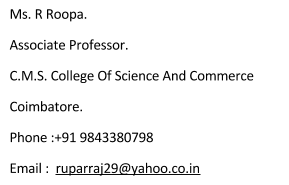 Ms. R Roopa.
Associate Professor.
C.M.S. College Of Science And Commerce
Coimbatore.
Phone :+91 9843380798
Email :  ruparraj29@yahoo.co.in